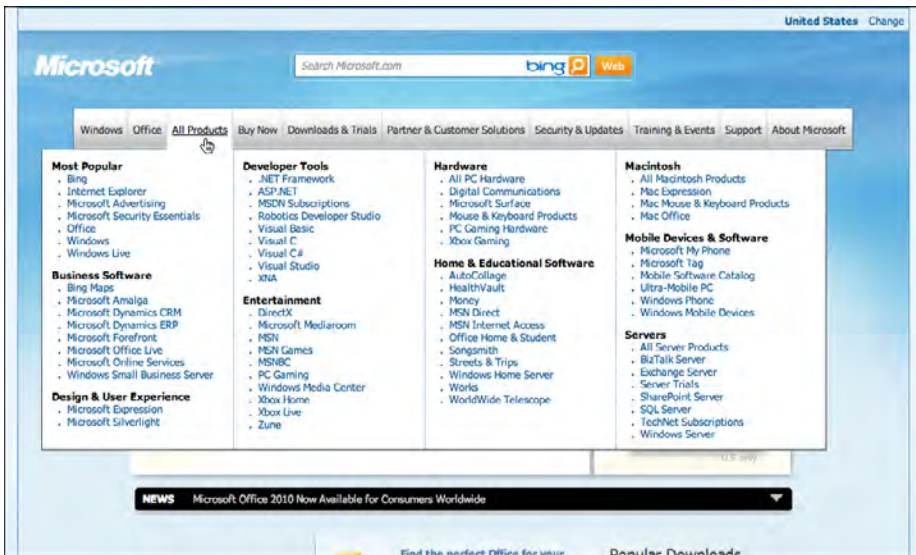 United States Change
Microsoft
Search Microsoft.com bing Web
Windows Office All Products Buy Now Downloads & Trials Partner & Customer Solutions Security & Updates Training & Events Support About Microsoft
Most Popular
. Bing
. Internet Explorer
. Microsoft Advertising
. Microsoft Security Essentials
. Office
. Windows
. Windows Live
Business Software
. Bing Maps
. Microsoft Amalga
. Microsoft Dynamics CRM
. Microsoft Dynamics ERP
. Microsoft Forefront
. Microsoft Office Live
. Microsoft Online Services
. Windows Small Business Server
Design & User Experience
. Microsoft Expression
. Microsoft Silverlight
Developer Tools
. .NET Framework
. ASP.NET
. MSDN Subscriptions
. Robotics Developer Studio
. Visual Basic
. Visual C
. Visual C#
. Visual Studio
. XNA
Entertainment
. DirectX
. Microsoft Mediaroom
. MSN
. MSN Games
. MSNBC
. PC Gaming
. Windows Media Center
. Xbox Home
. Xbox Live
. Zune
Hardware
. All PC Hardware
. Digital Communications
. Microsoft Surface
. Mouse & Keyboard Products
. PC Gaming Hardware
. Xbox Gaming
Home & Educational Software
. AutoCollage
. HealthVault
. Money
. MSN Direct
. MSN Internet Access
. Office Home & Student
. Songsmith
. Streets & Trips
. Windows Home Server
. Works
. WorldWide Telescope
Macintosh
. All Macintosh Products
. Mac Expression
. Mac Mouse & Keyboard Products
. Mac Office
Mobile Devices & Software
. Microsoft My Phone
. Microsoft Tag
. Mobile Software Catalog
. Ultra-Mobile PC
. Windows Phone
. Windows Mobile Devices
Servers
. All Server Products
. BizTalk Server
. Exchange Server
. Server Trials
. SharePoint Server
. SQL Server
. TechNet Subscriptions
. Windows Server
U.S. only
NEWS Microsoft Office 2010 Now Available for Consumers Worldwide
Find the perfect Office for your
Popular Downloads